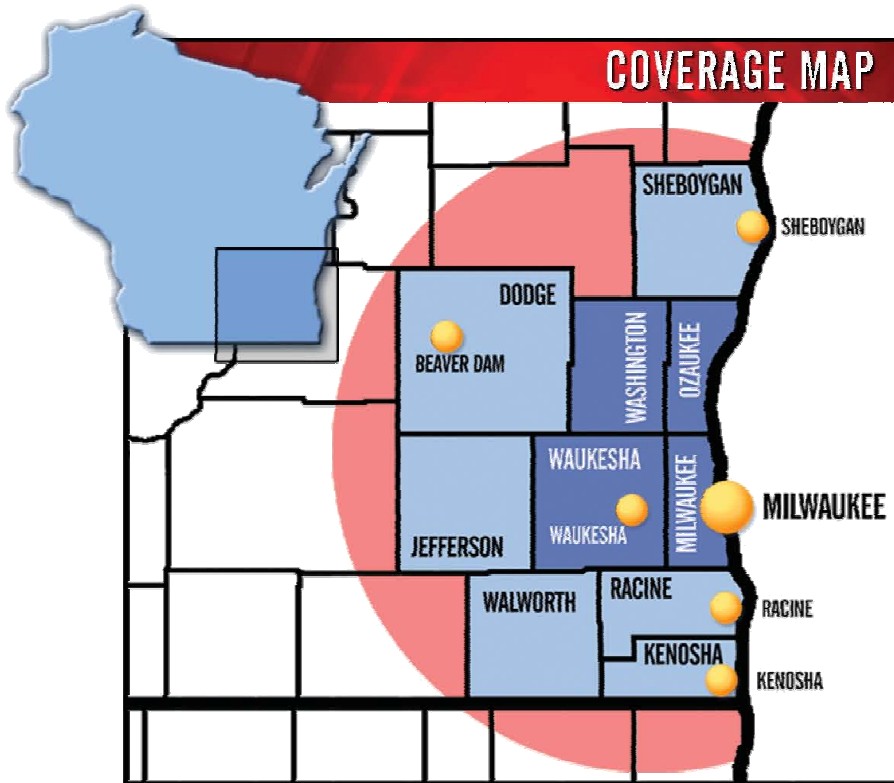 COVERAGE MAP
SHEBOYGAN
SHEBOYGAN
DODGE
BEAVER DAM
WASHINGTON
OZAUKEE
WAUKESHA
WAUKESHA
MILWAUKEE
MILWAUKEE
JEFFERSON
WALWORTH
RACINE
RACINE
KENOSHA
KENOSHA